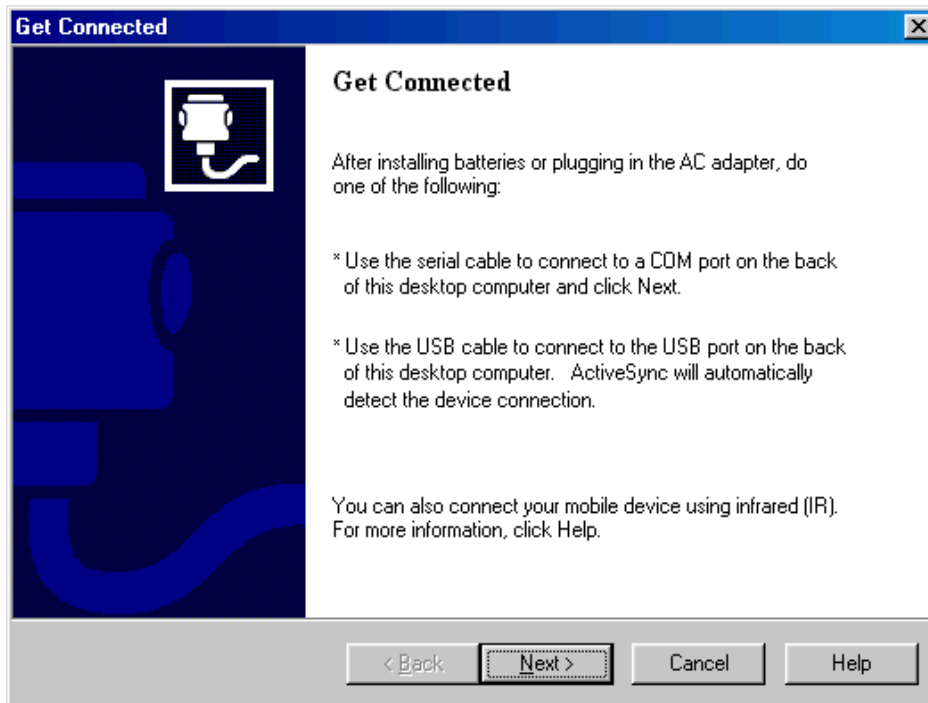 Get Connected
Get Connected
After installing batteries or plugging in the AC adapter, do
one of the following:
* Use the serial cable to connect to a COM port on the back
of this desktop computer and click Next.
* Use the USB cable to connect to the USB port on the back
of this desktop computer. ActiveSync will automatically
detect the device connection.
You can also connect your mobile device using infrared (IR).
For more information, click Help.
< Back Next > Cancel Help